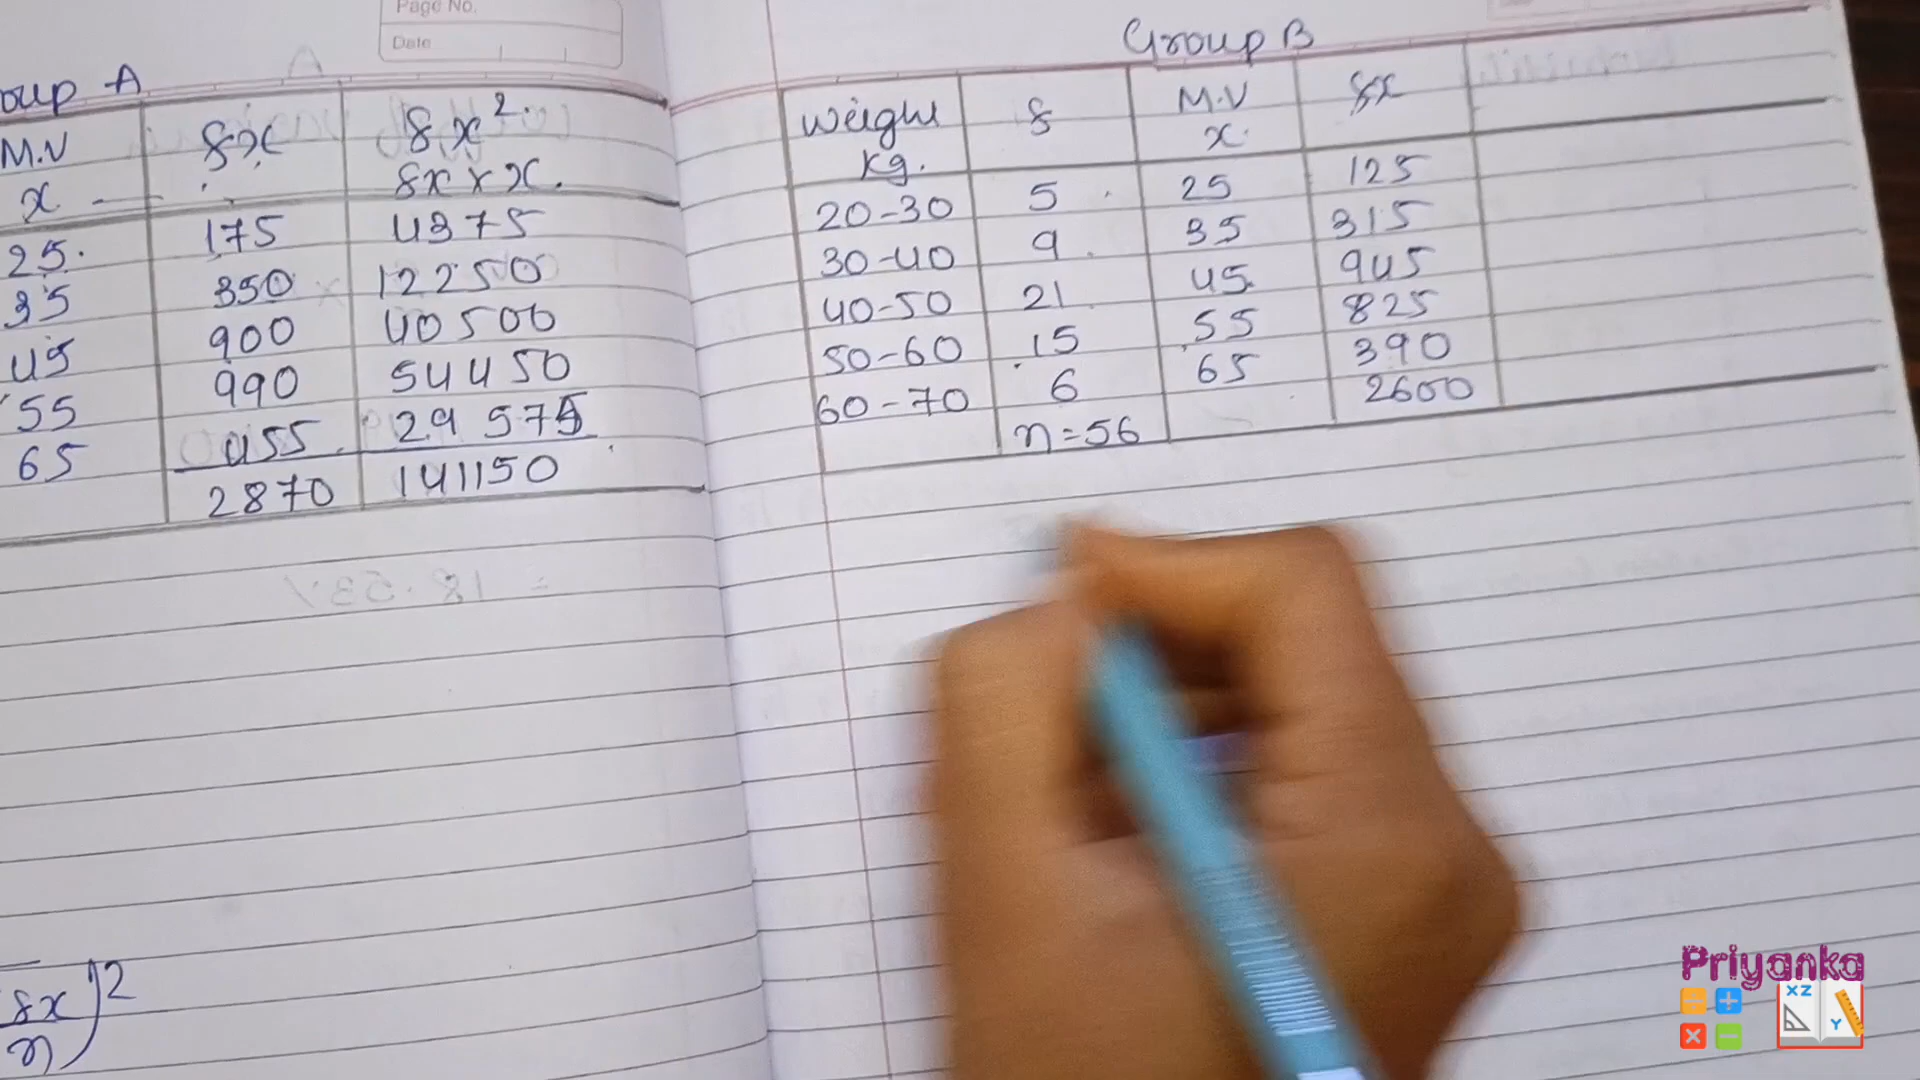 Page No.
Date
oup A
M.V
x
fx
fx²
fx × x.
25. 175 4375
35 350 12250
45 900 40500
55 990 54450
65 455 29575
2870 141150
fx
n
)2
Group B
Weight
kg.
f
M.V
x
fx
20-30 5 25 125
30-40 9 35 315
40-50 21 45 945
50-60 15 55 825
60-70 6 65 390
n=56 2600
Priyanka
XZ
Y